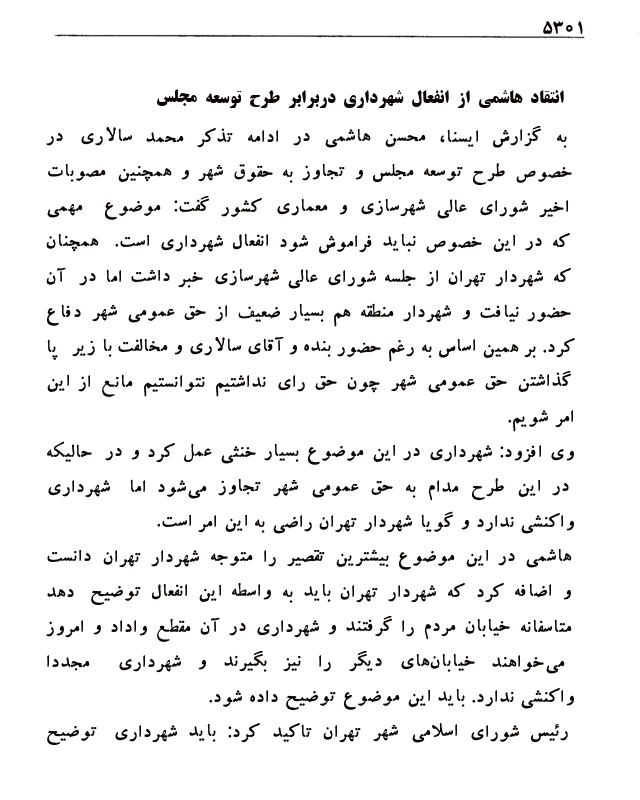 ۵۳۰۱
انتقاد هاشمی از انفعال شهرداری دربرابر طرح توسعه مجلس
به گزارش ایسنا، محسن هاشمی در ادامه تذکر محمد سالاری در
خصوص طرح توسعه مجلس و تجاوز به حقوق شهر و همچنین مصوبات
اخیر شورای عالی شهرسازی و معماری کشور گفت: موضوع مهمی
که در این خصوص نباید فراموش شود انفعال شهرداری است. همچنان
که شهردار تهران از جلسه شورای عالی شهرسازی خبر داشت اما در آن
حضور نیافت و شهردار منطقه هم بسیار ضعیف از حق عمومی شهر دفاع
کرد. بر همین اساس به رغم حضور بنده و آقای سالاری و مخالفت با زیر پا
گذاشتن حق عمومی شهر چون حق رای نداشتیم نتوانستیم مانع از این
امر شویم.
وی افزود: شهرداری در این موضوع بسیار خنثی عمل کرد و در حالیکه
در این طرح مدام به حق عمومی شهر تجاوز می‌شود اما شهرداری
واکنشی ندارد و گویا شهردار تهران راضی به این امر است.
هاشمی در این موضوع بیشترین تقصیر را متوجه شهردار تهران دانست
و اضافه کرد که شهردار تهران باید به واسطه این انفعال توضیح دهد
متاسفانه خیابان مردم را گرفتند و شهرداری در آن مقطع واداد و امروز
می‌خواهند خیابان‌های دیگر را نیز بگیرند و شهرداری مجددا
واکنشی ندارد. باید این موضوع توضیح داده شود.
رئیس شورای اسلامی شهر تهران تاکید کرد: باید شهرداری توضیح